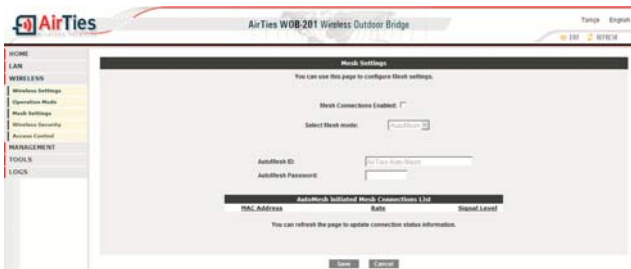 AirTies
AirTies WOB-201 Wireless Outdoor Bridge
Türkçe English
EXIT REFRESH
HOME
LAN
WIRELESS
Wireless Settings
Operation Mode
Mesh Settings
Wireless Security
Access Control
MANAGEMENT
TOOLS
LOGS
Mesh Settings
You can use this page to configure Mesh settings.
Mesh Connections Enabled:
Select Mesh mode: AutoMesh
AutoMesh ID: AirTies Auto Mesh
AutoMesh Password:
AutoMesh initiated Mesh Connections List
MAC Address Rate Signal Level
You can refresh the page to update connection status information.
Save Cancel